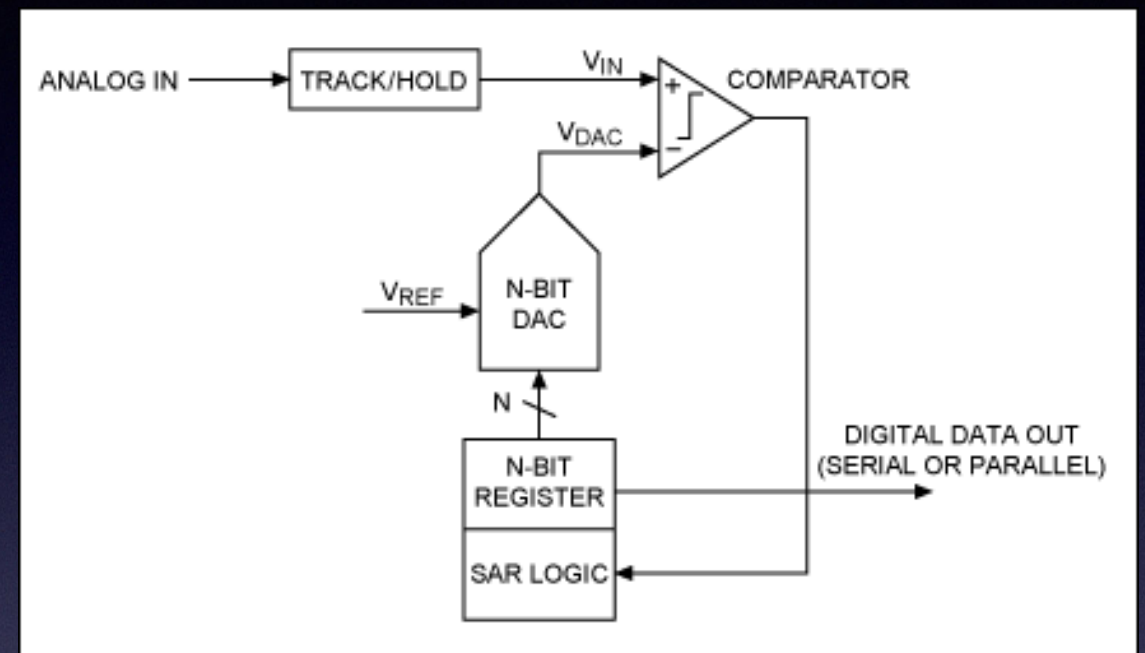 ANALOG IN
TRACK/HOLD
VIN
COMPARATOR
+
VDAC
−
VREF
N-BIT
DAC
N
DIGITAL DATA OUT
(SERIAL OR PARALLEL)
N-BIT
REGISTER
SAR LOGIC